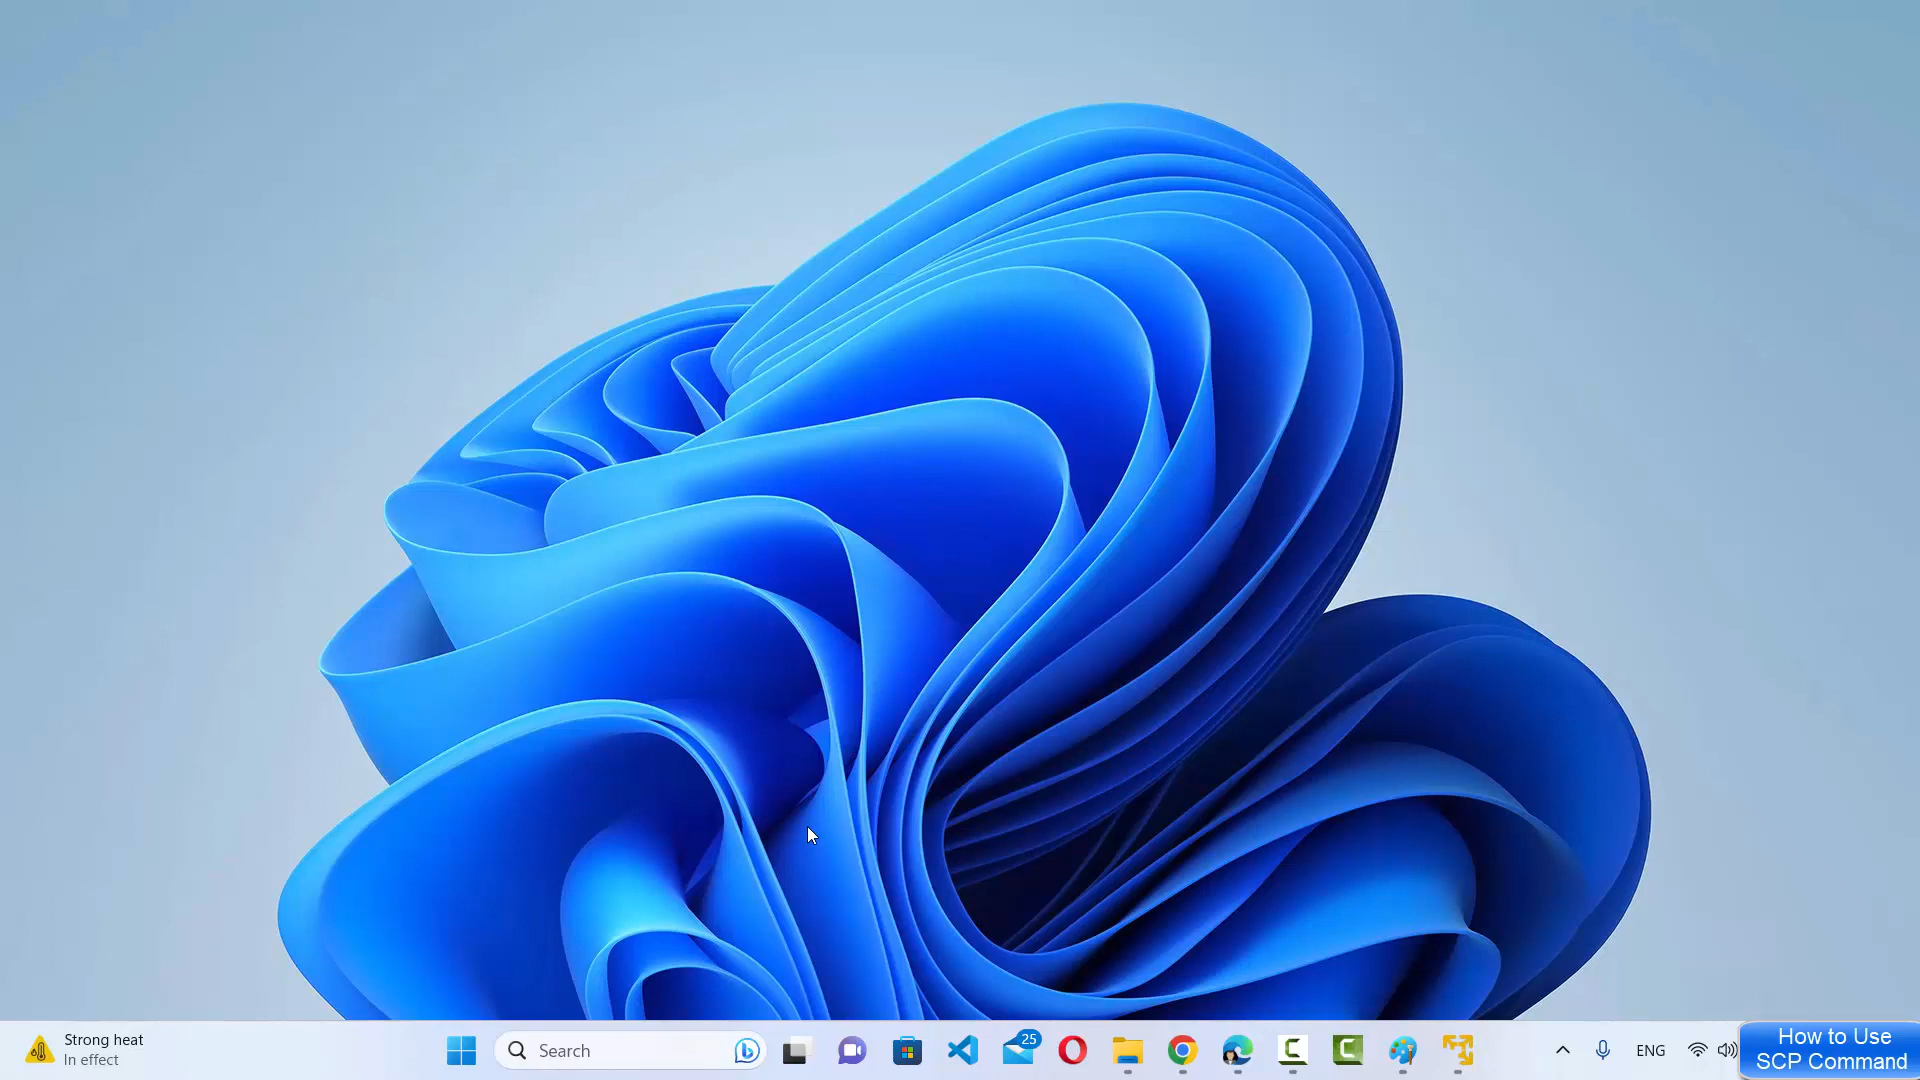 Strong heat
In effect
Search
25
ENG
How to Use
SCP Command